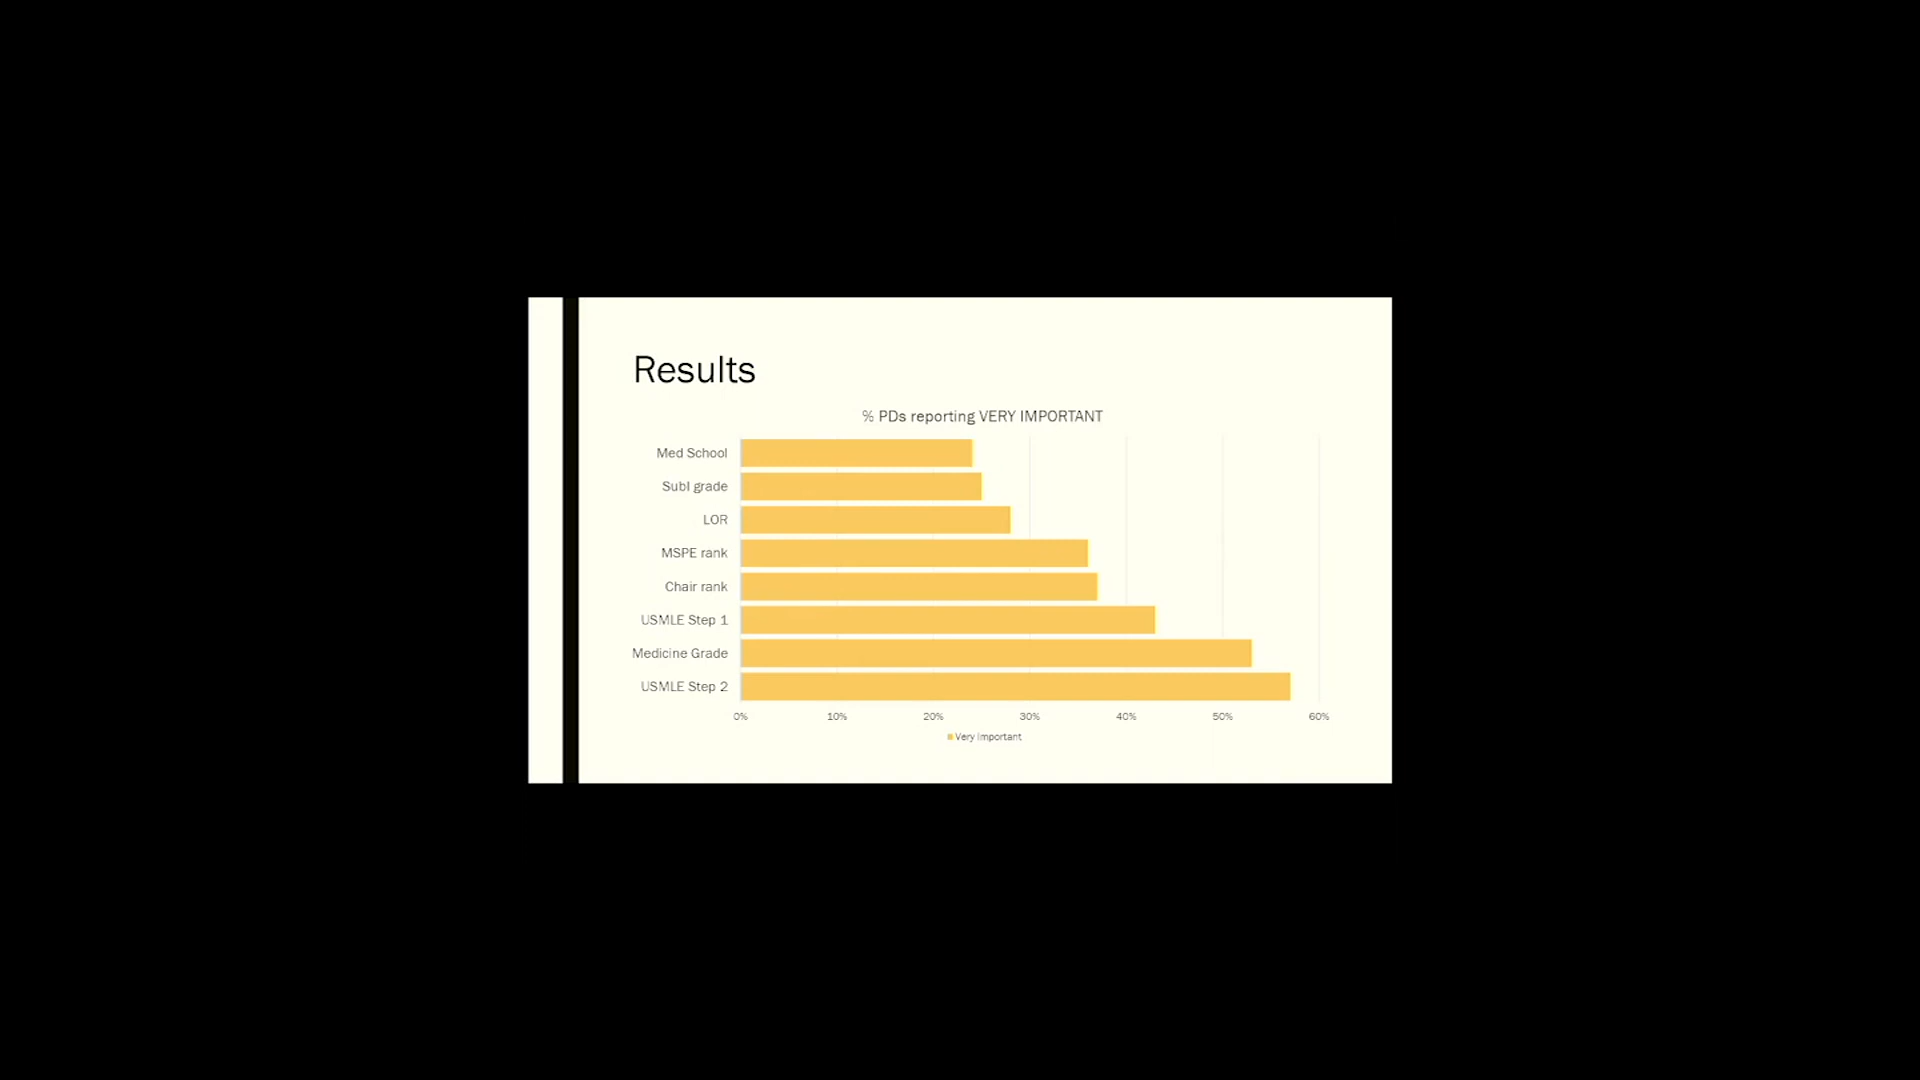 Results
% PDs reporting VERY IMPORTANT
Med School
SubI grade
LOR
MSPE rank
Chair rank
USMLE Step 1
Medicine Grade
USMLE Step 2
0% 10% 20% 30% 40% 50% 60%
Very Important